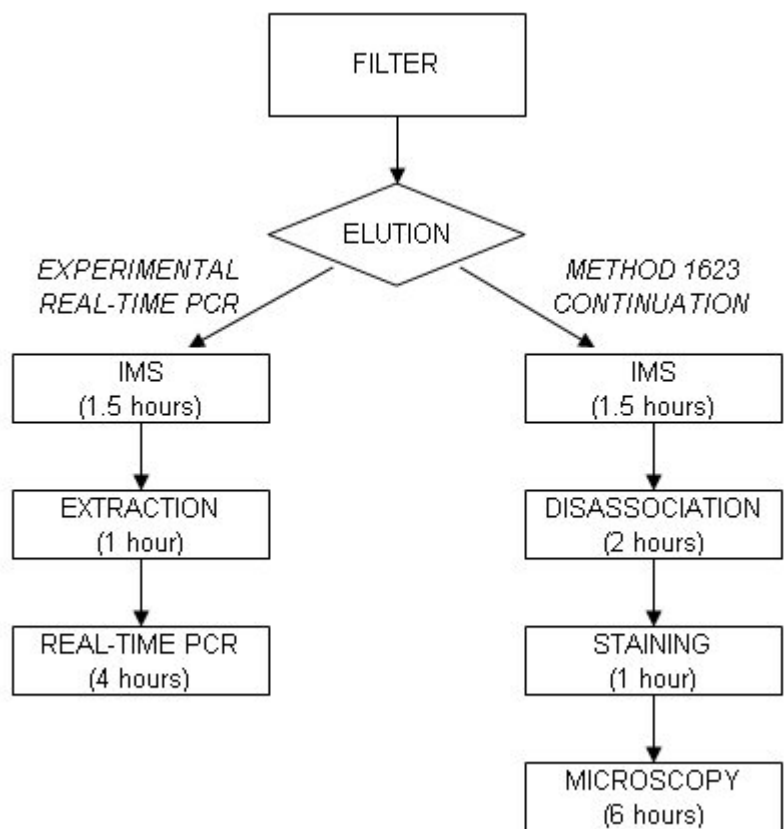 FILTER
ELUTION
EXPERIMENTAL
REAL-TIME PCR
METHOD 1623
CONTINUATION
IMS
(1.5 hours)
EXTRACTION
(1 hour)
REAL-TIME PCR
(4 hours)
IMS
(1.5 hours)
DISASSOCIATION
(2 hours)
STAINING
(1 hour)
MICROSCOPY
(6 hours)